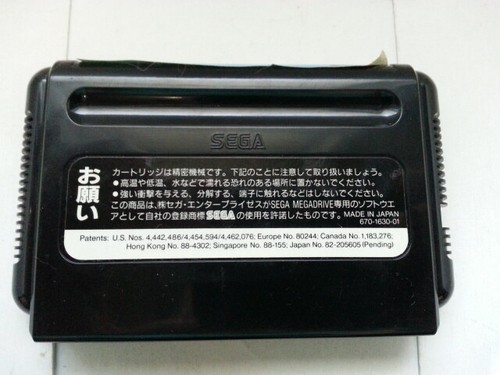 SEGA
お願い
カートリッジは精密機械です。下記のことに注意して取り扱いましょう。
●高温や低温、水などで濡れる恐れのある場所に置かないでください。
●強い衝撃を与える、分解する、端子に触れるなどはしないでください。
この商品は、㈱セガ・エンタープライゼスがSEGA MEGADRIVE専用のソフトウエ
アとして自社の登録商標SEGAの使用を許諾したものです。 MADE IN JAPAN
670-1630-01
Patents: U.S. Nos. 4,442,486/4,454,594/4,462,076; Europe No. 80244; Canada No. 1,183,276;
Hong Kong No. 88-4302; Singapore No. 88-155; Japan No. 82-205605 (Pending)